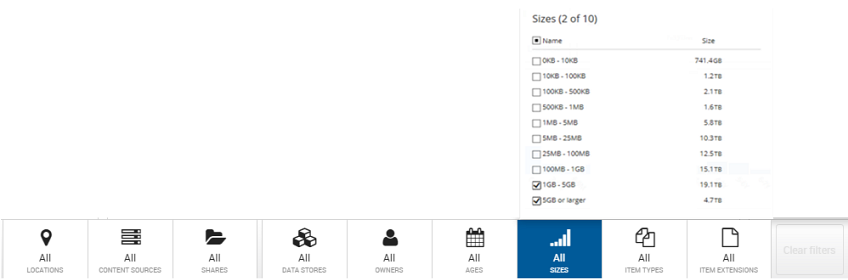 Sizes (2 of 10)
Name Size
0KB - 10KB 741.4GB
10KB - 100KB 1.2TB
100KB - 500KB 2.1TB
500KB - 1MB 1.6TB
1MB - 5MB 5.8TB
5MB - 25MB 10.3TB
25MB - 100MB 12.5TB
100MB - 1GB 15.1TB
1GB - 5GB 19.1TB
5GB or larger 4.7TB
All All All All All All All All All
LOCATIONS CONTENT SOURCES SHARES DATA STORES OWNERS AGES SIZES ITEM TYPES ITEM EXTENSIONS
Clear filters